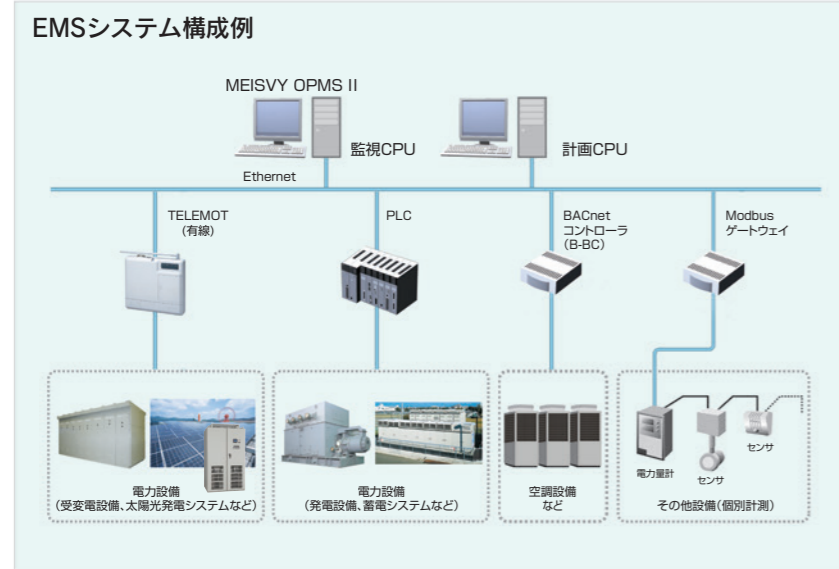 EMSシステム構成例
MEISVY OPMS II
監視CPU
計画CPU
Ethernet
TELEMOT
(有線)
PLC
BACnet
コントローラ
(B-BC)
Modbus
ゲートウェイ
電力量計
センサ
センサ
電力設備
(受変電設備、太陽光発電システムなど)
電力設備
(発電設備、蓄電システムなど)
空調設備
など
その他設備(個別計測)